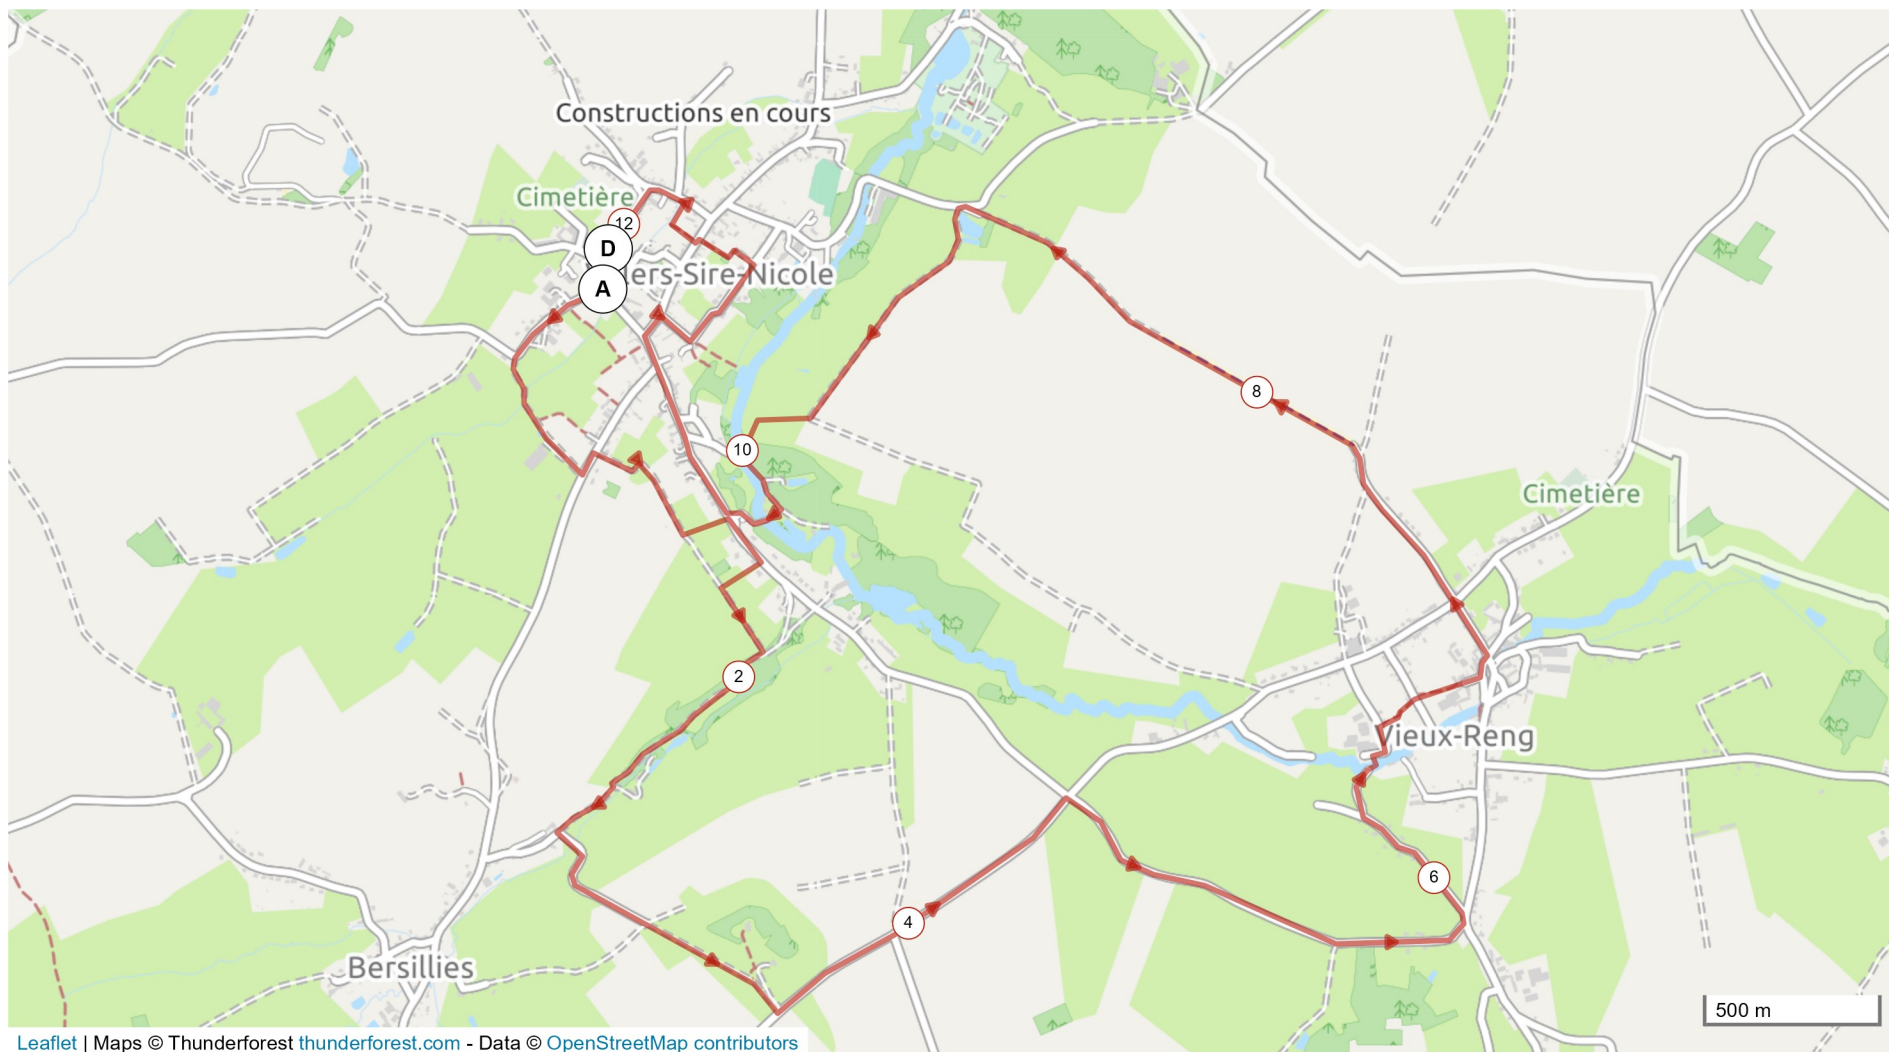 Constructions en cours
Cimetière
12
D
ers-Sire-Nicole
A
8
10
Cimetière
2
Vieux-Reng
6
4
Bersillies
500 m
Leaflet | Maps © Thunderforest thunderforest.com - Data © OpenStreetMap contributors